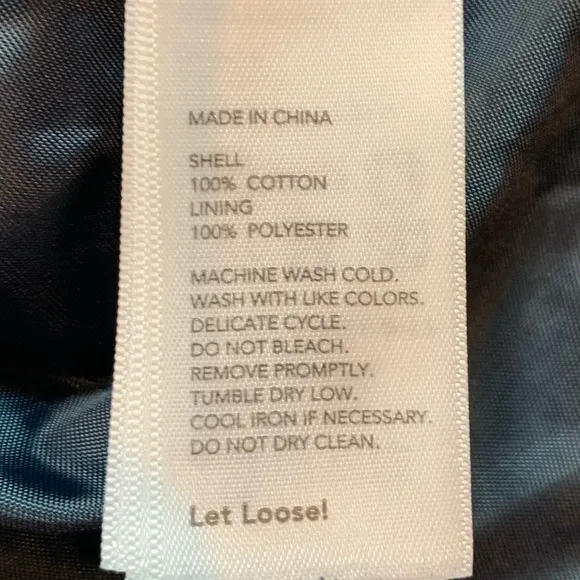 MADE IN CHINA
SHELL
100% COTTON
LINING
100% POLYESTER
MACHINE WASH COLD.
WASH WITH LIKE COLORS.
DELICATE CYCLE.
DO NOT BLEACH.
REMOVE PROMPTLY.
TUMBLE DRY LOW.
COOL IRON IF NECESSARY.
DO NOT DRY CLEAN.
Let Loose!